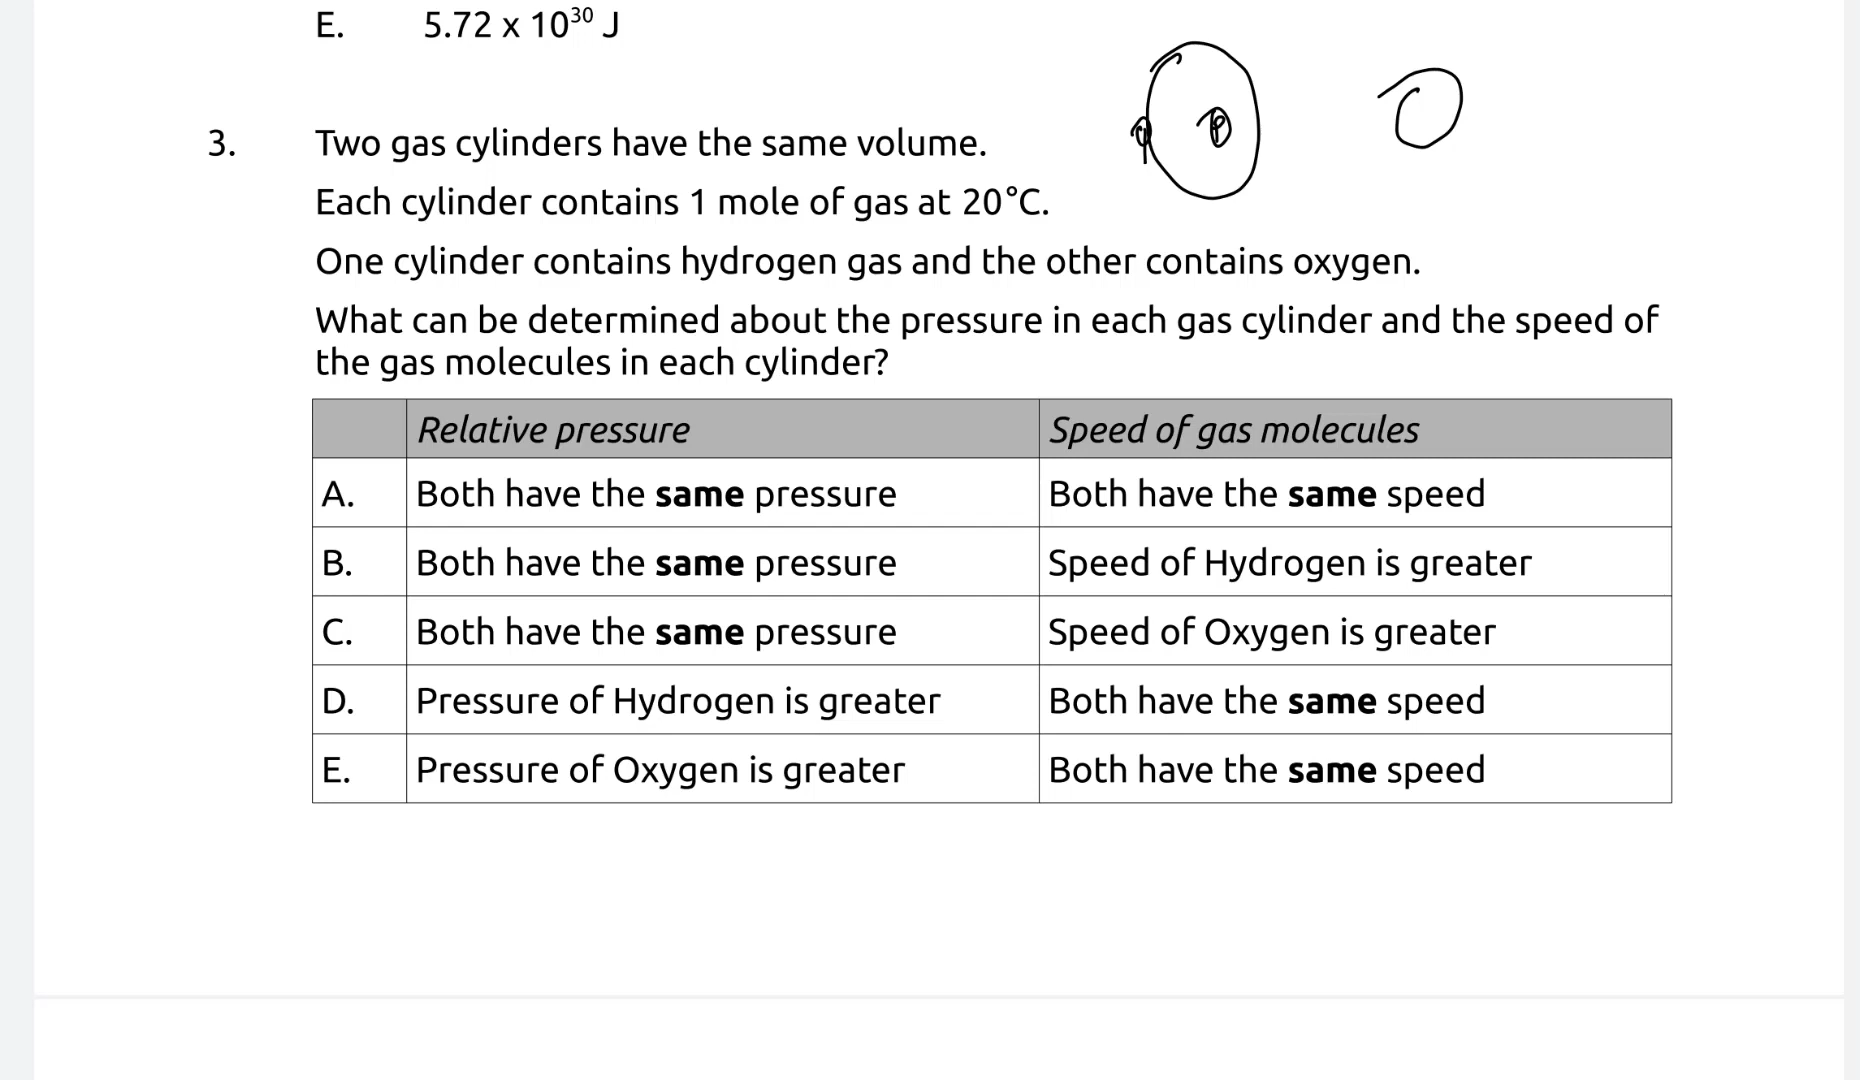 E. 5.72 x 10³⁰ J
3. Two gas cylinders have the same volume.
Each cylinder contains 1 mole of gas at 20°C.
One cylinder contains hydrogen gas and the other contains oxygen.
What can be determined about the pressure in each gas cylinder and the speed of
the gas molecules in each cylinder?
Relative pressure Speed of gas molecules
A. Both have the same pressure Both have the same speed
B. Both have the same pressure Speed of Hydrogen is greater
C. Both have the same pressure Speed of Oxygen is greater
D. Pressure of Hydrogen is greater Both have the same speed
E. Pressure of Oxygen is greater Both have the same speed